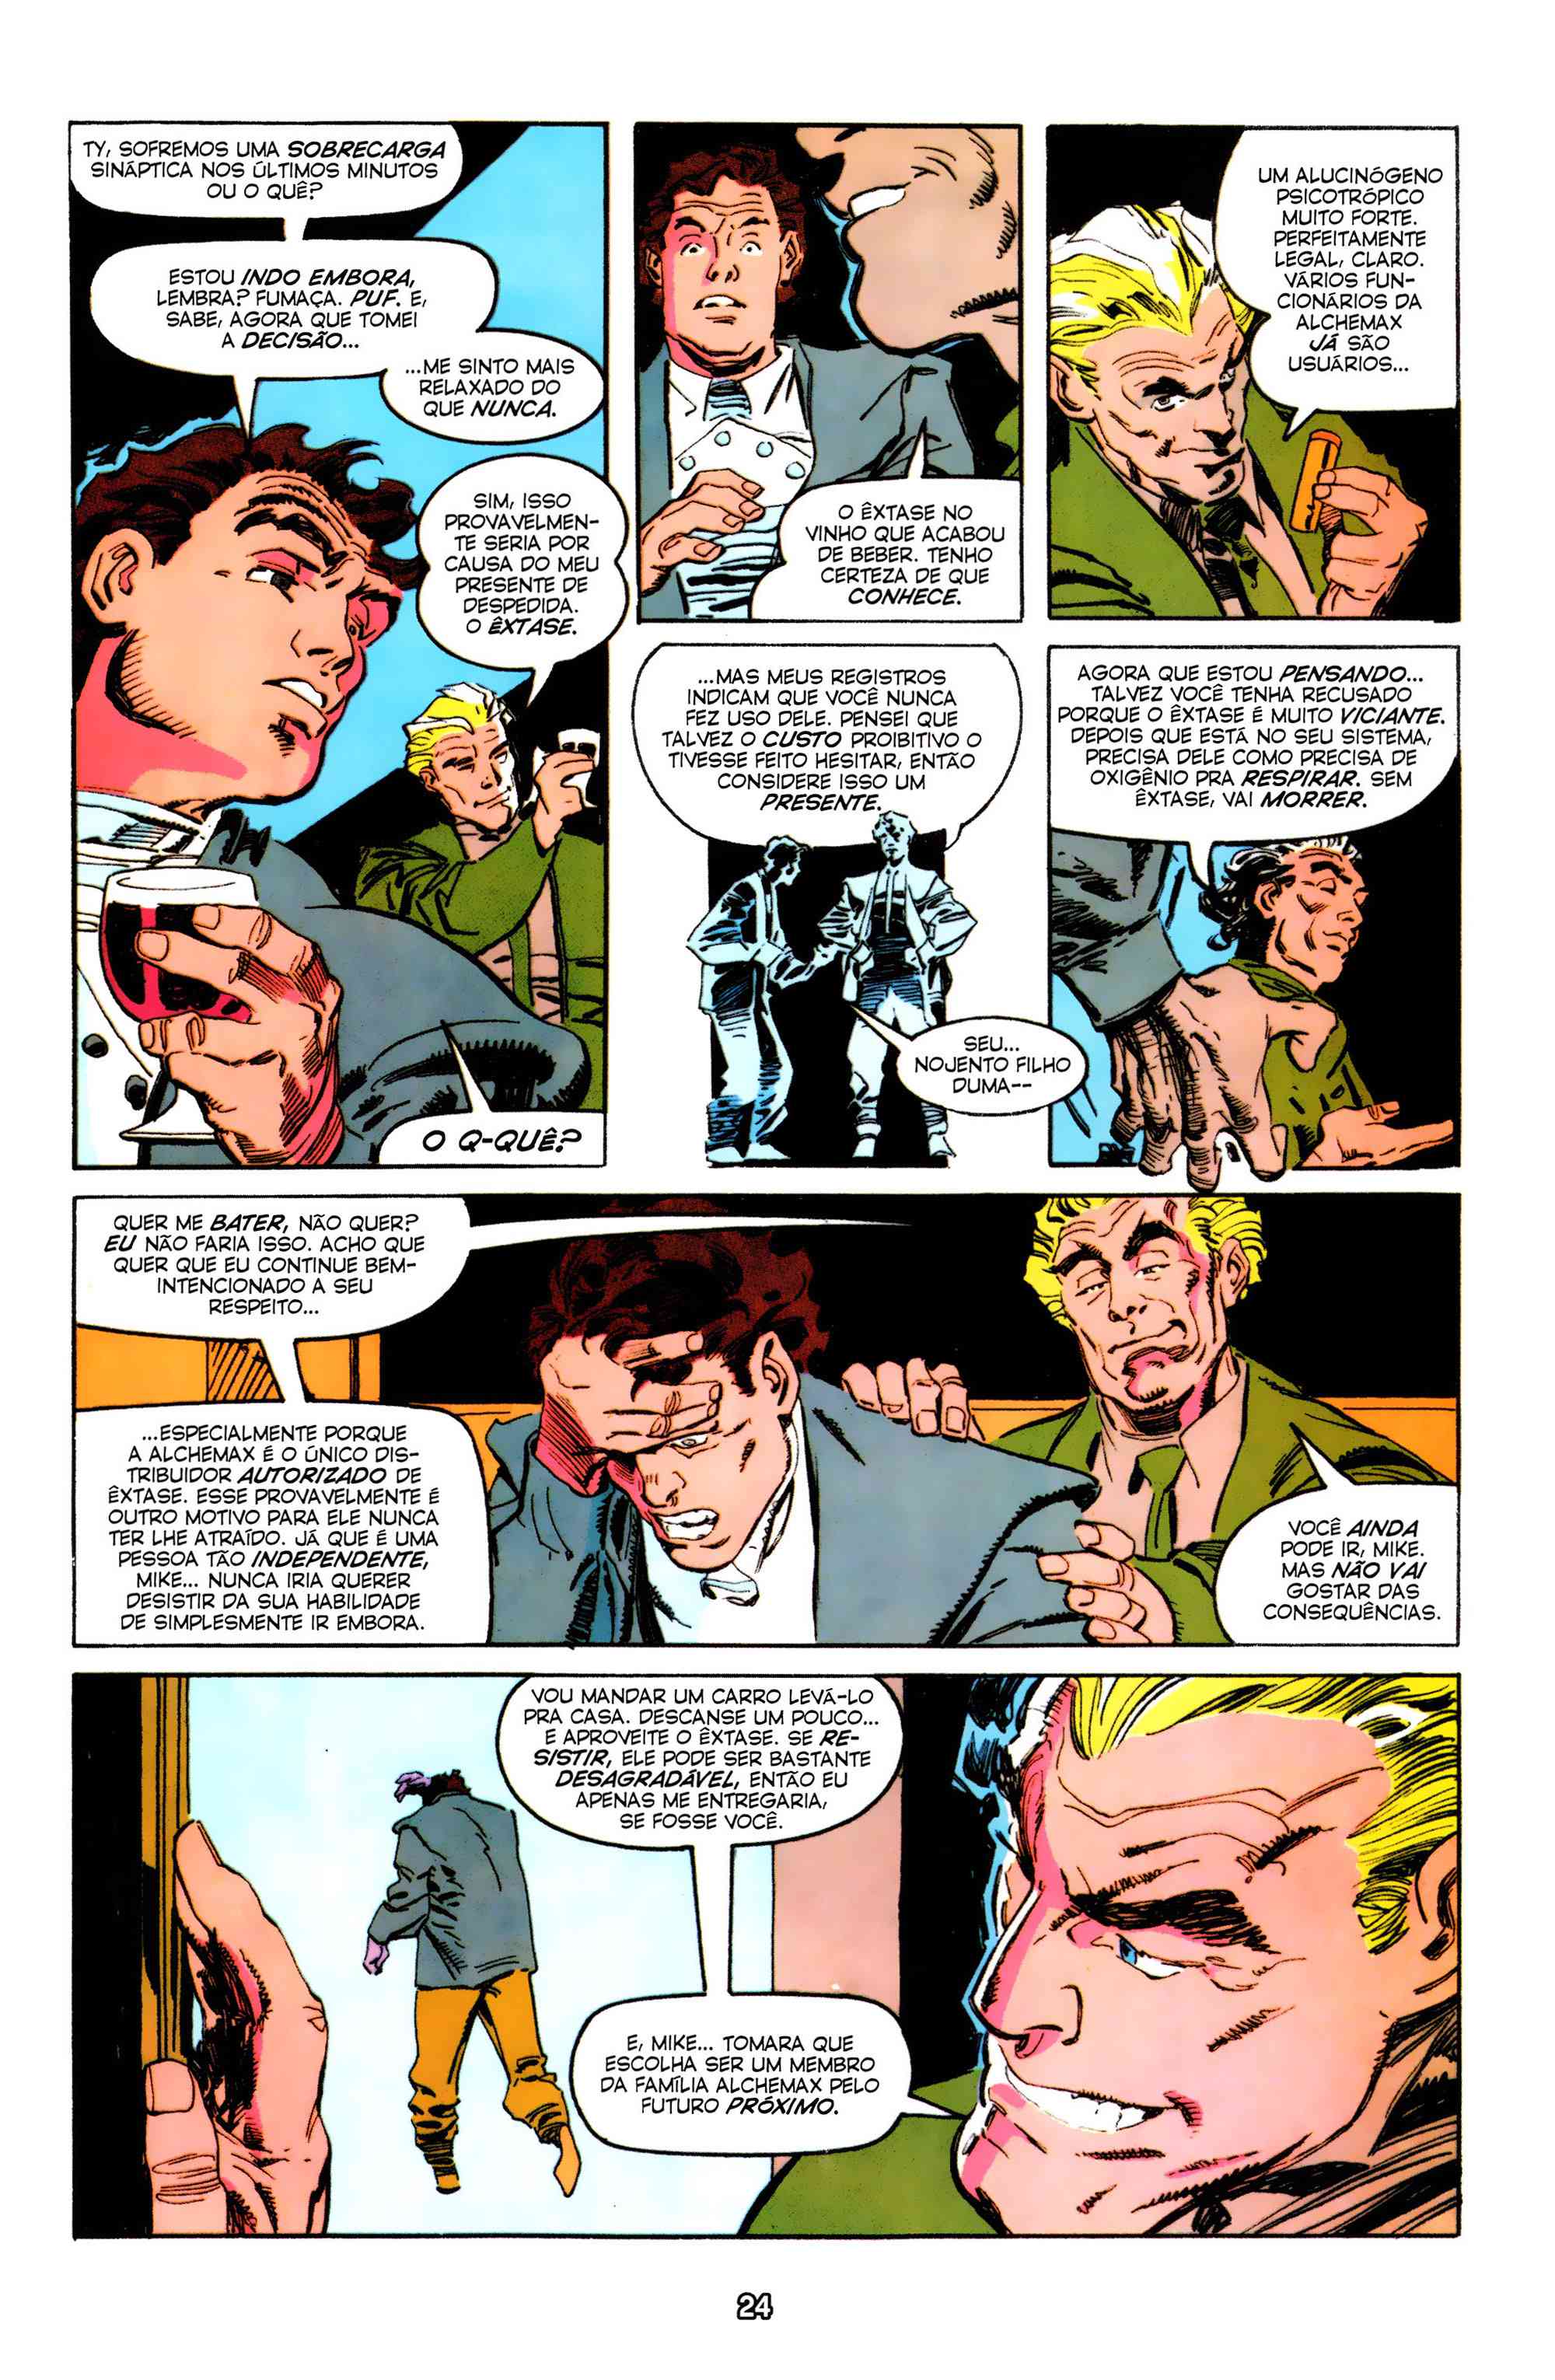 TY, SOFREMOS UMA SOBRECARGA
SINÁPTICA NOS ÚLTIMOS MINUTOS
OU O QUÊ?
ESTOU INDO EMBORA,
LEMBRA? FUMAÇA. PUF. E,
SABE, AGORA QUE TOMEI
A DECISÃO...
...ME SINTO MAIS
RELAXADO DO
QUE NUNCA.
SIM, ISSO
PROVAVELMEN-
TE SERIA POR
CAUSA DO MEU
PRESENTE DE
DESPEDIDA.
O ÊXTASE.
O Q-QUÊ?
O ÊXTASE NO
VINHO QUE ACABOU
DE BEBER. TENHO
CERTEZA DE QUE
CONHECE.
UM ALUCINÓGENO
PSICOTRÓPICO
MUITO FORTE.
PERFEITAMENTE
LEGAL, CLARO.
VÁRIOS FUN-
CIONÁRIOS DA
ALCHEMAX
JÁ SÃO
USUÁRIOS...
...MAS MEUS REGISTROS
INDICAM QUE VOCÊ NUNCA
FEZ USO DELE. PENSEI QUE
TALVEZ O CUSTO PROIBITIVO O
TIVESSE FEITO HESITAR, ENTÃO
CONSIDERE ISSO UM
PRESENTE.
SEU...
NOJENTO FILHO
DUMA--
AGORA QUE ESTOU PENSANDO...
TALVEZ VOCÊ TENHA RECUSADO
PORQUE O ÊXTASE É MUITO VICIANTE.
DEPOIS QUE ESTÁ NO SEU SISTEMA,
PRECISA DELE COMO PRECISA DE
OXIGÊNIO PRA RESPIRAR. SEM
ÊXTASE, VAI MORRER.
QUER ME BATER, NÃO QUER?
EU NÃO FARIA ISSO. ACHO QUE
QUER QUE EU CONTINUE BEM-
INTENCIONADO A SEU
RESPEITO...
...ESPECIALMENTE PORQUE
A ALCHEMAX É O ÚNICO DIS-
TRIBUIDOR AUTORIZADO DE
ÊXTASE. ESSE PROVAVELMENTE É
OUTRO MOTIVO PARA ELE NUNCA
TER LHE ATRAÍDO. JÁ QUE É UMA
PESSOA TÃO INDEPENDENTE,
MIKE... NUNCA IRIA QUERER
DESISTIR DA SUA HABILIDADE
DE SIMPLESMENTE IR EMBORA.
VOCÊ AINDA
PODE IR, MIKE.
MAS NÃO VAI
GOSTAR DAS
CONSEQUÊNCIAS.
VOU MANDAR UM CARRO LEVÁ-LO
PRA CASA. DESCANSE UM POUCO...
E APROVEITE O ÊXTASE. SE RE-
SISTIR, ELE PODE SER BASTANTE
DESAGRADÁVEL, ENTÃO EU
APENAS ME ENTREGARIA,
SE FOSSE VOCÊ.
E, MIKE... TOMARA QUE
ESCOLHA SER UM MEMBRO
DA FAMÍLIA ALCHEMAX PELO
FUTURO PRÓXIMO.
24